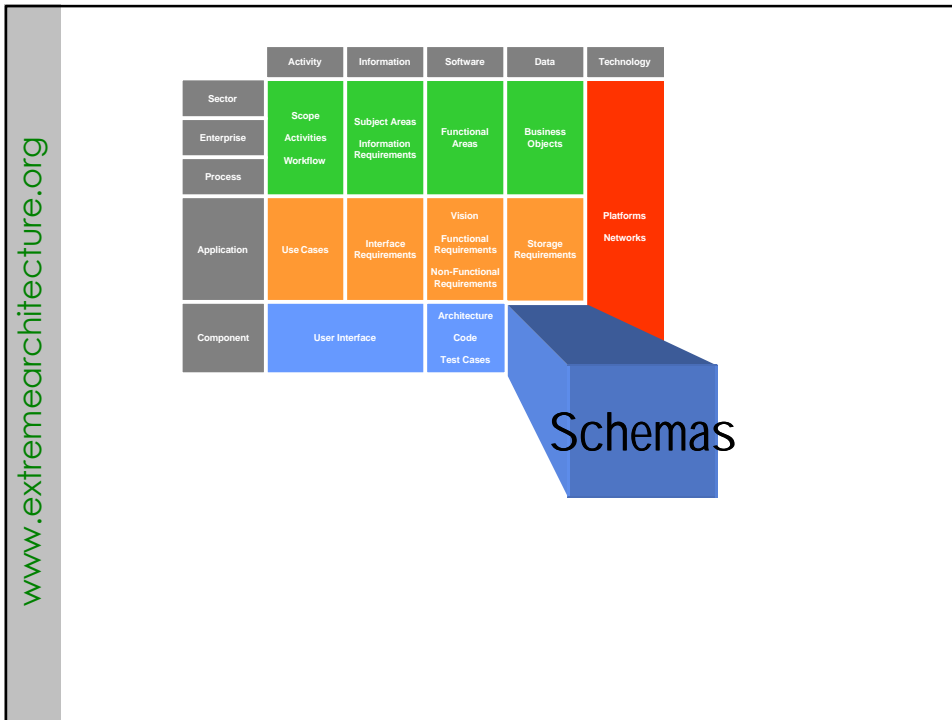 www.extremearchitecture.org
Activity
Information
Software
Data
Technology
Sector
Enterprise
Process
Scope
Activities
Workflow
Subject Areas
Information
Requirements
Functional
Areas
Business
Objects
Platforms
Networks
Application
Use Cases
Interface
Requirements
Vision
Functional
Requirements
Non-Functional
Requirements
Storage
Requirements
Component
User Interface
Architecture
Code
Test Cases
Schemas